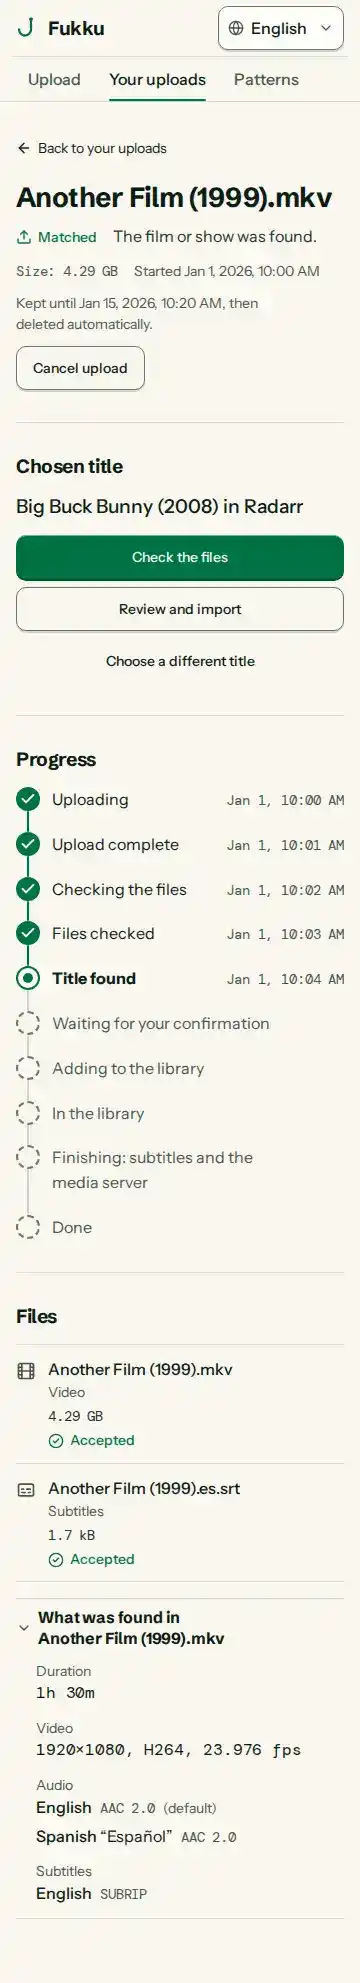 Fukku
English
Upload
Your uploads
Patterns
Back to your uploads
Another Film (1999).mkv
Matched
The film or show was found.
Size: 4.29 GB
Started Jan 1, 2026, 10:00 AM
Kept until Jan 15, 2026, 10:20 AM, then
deleted automatically.
Cancel upload
Chosen title
Big Buck Bunny (2008) in Radarr
Check the files
Review and import
Choose a different title
Progress
Uploading
Jan 1, 10:00 AM
Upload complete
Jan 1, 10:01 AM
Checking the files
Jan 1, 10:02 AM
Files checked
Jan 1, 10:03 AM
Title found
Jan 1, 10:04 AM
Waiting for your confirmation
Adding to the library
In the library
Finishing: subtitles and the
media server
Done
Files
Another Film (1999).mkv
Video
4.29 GB
Accepted
Another Film (1999).es.srt
Subtitles
1.7 kB
Accepted
What was found in
Another Film (1999).mkv
Duration
1h 30m
Video
1920×1080, H264, 23.976 fps
Audio
English AAC 2.0 (default)
Spanish “Español” AAC 2.0
Subtitles
English SUBRIP